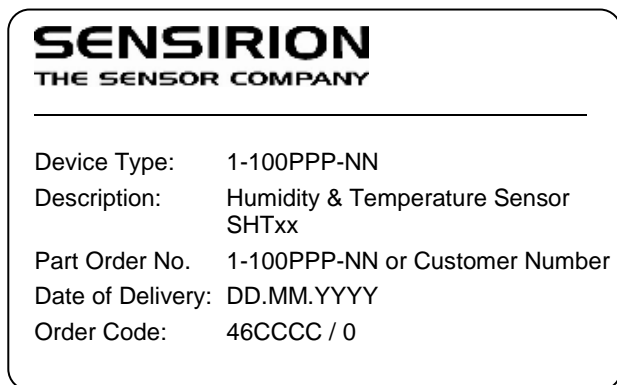 SENSIRION
THE SENSOR COMPANY
Device Type: 1-100PPP-NN
Description: Humidity & Temperature Sensor
SHTxx
Part Order No. 1-100PPP-NN or Customer Number
Date of Delivery: DD.MM.YYYY
Order Code: 46CCCC / 0